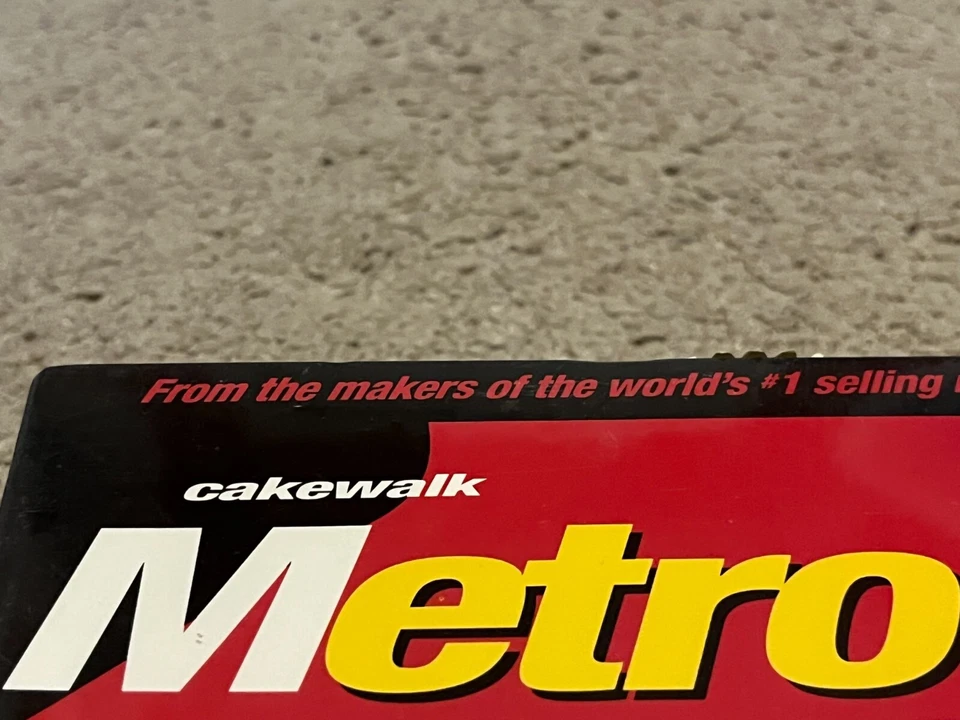 From the makers of the world's #1 selling
cakewalk
Metro